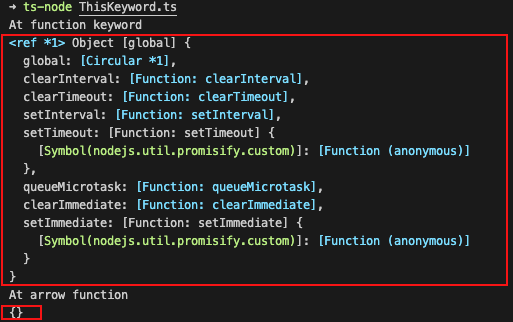 → ts-node ThisKeyword.ts
At function keyword
<ref *1> Object [global] {
  global: [Circular *1],
  clearInterval: [Function: clearInterval],
  clearTimeout: [Function: clearTimeout],
  setInterval: [Function: setInterval],
  setTimeout: [Function: setTimeout] {
    [Symbol(nodejs.util.promisify.custom)]: [Function (anonymous)]
  },
  queueMicrotask: [Function: queueMicrotask],
  clearImmediate: [Function: clearImmediate],
  setImmediate: [Function: setImmediate] {
    [Symbol(nodejs.util.promisify.custom)]: [Function (anonymous)]
  }
}
At arrow function
{}